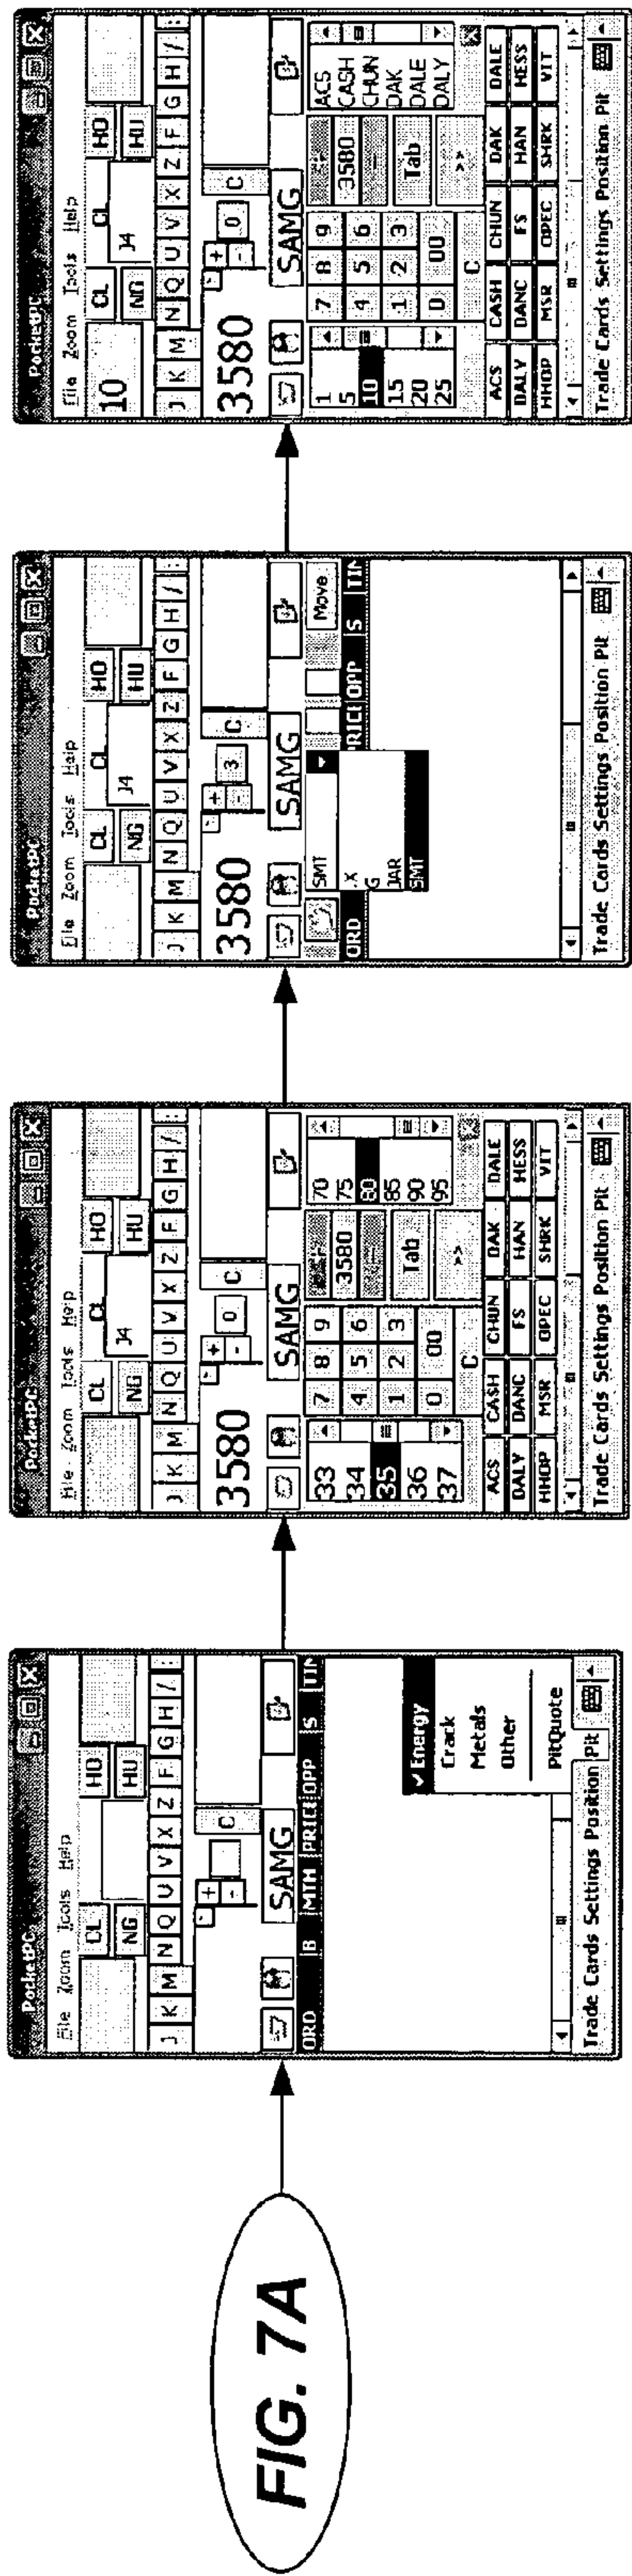 FIG. 7A
PocketPC
File Zoom Tools Help
CL HO
NG HU
J K M N Q U V X Z F G H /
+
-
C
SAMG
ORD B MTH PRICE OPP S TIM
✓ Energy
Crack
Metals
Other
PitQuote
Trade Cards Settings Position Pit
PocketPC
File Zoom Tools Help
CL CL HO
NG J4 HU
J K M N Q U V X Z F G H /
3580 + 0 C
-
SAMG
33 7 8 9 70
34 4 5 6 3580 75
35 1 2 3 80
36 0 00 Tab 85
37 C >> 90
95
ACS CASH CHUN DAK DALE
DALY DANC FS HAN HESS
HHOP MSR OPEC SHRK VIT
Trade Cards Settings Position Pit
PocketPC
File Zoom Tools Help
CL CL HO
NG J4 HU
J K M N Q U V X Z F G H /
3580 + 3 C
-
SAMG
SMT Move
ORD PRICE OPP S TIM
.X
G
JAR
SMT
Trade Cards Settings Position Pit
PocketPC
File Zoom Tools Help
10 CL CL HO
NG J4 HU
J K M N Q U V X Z F G H /
3580 + 0 C
-
SAMG
1 7 8 9 ACS
5 4 5 6 3580 CASH
10 1 2 3 CHUN
15 0 00 Tab DAK
20 C >> DALE
25 DALY
ACS CASH CHUN DAK DALE
DALY DANC FS HAN HESS
HHOP MSR OPEC SHRK VIT
Trade Cards Settings Position Pit